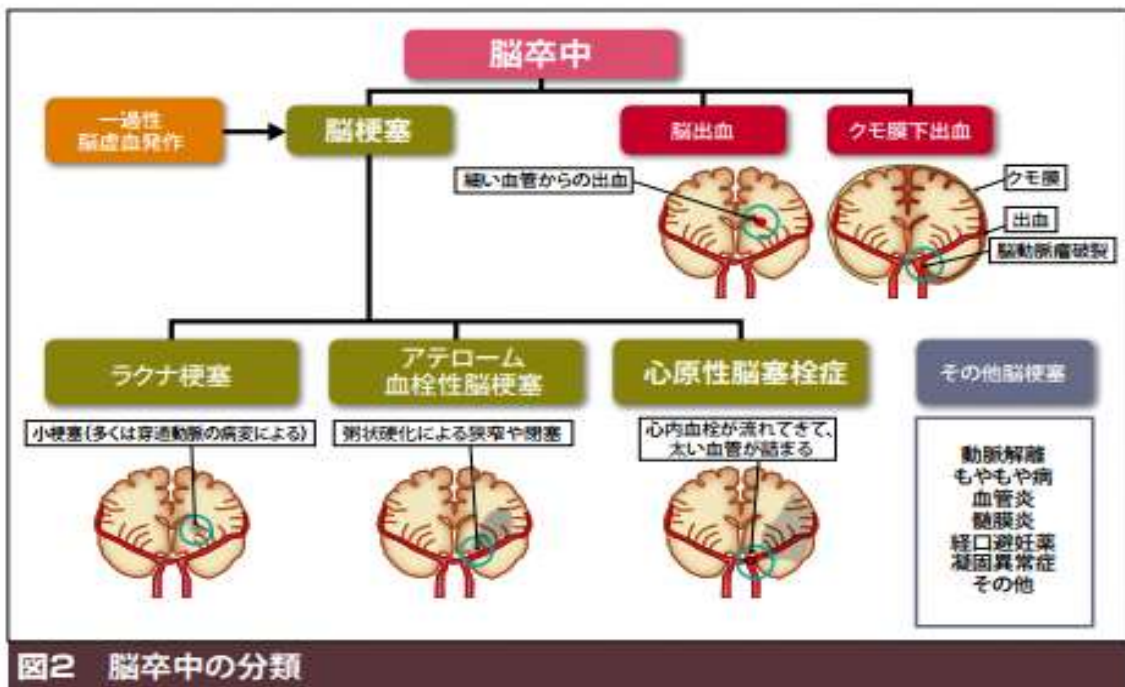 脳卒中
一過性
脳虚血発作
脳梗塞
脳出血
クモ膜下出血
細い血管からの出血
クモ膜
出血
脳動脈瘤破裂
ラクナ梗塞
アテローム
血栓性脳梗塞
心原性脳塞栓症
その他脳梗塞
小梗塞(多くは穿通動脈の病変による)
粥状硬化による狭窄や閉塞
心内血栓が流れてきて、
太い血管が詰まる
動脈解離
もやもや病
血管炎
髄膜炎
経口避妊薬
凝固異常症
その他
図2 脳卒中の分類